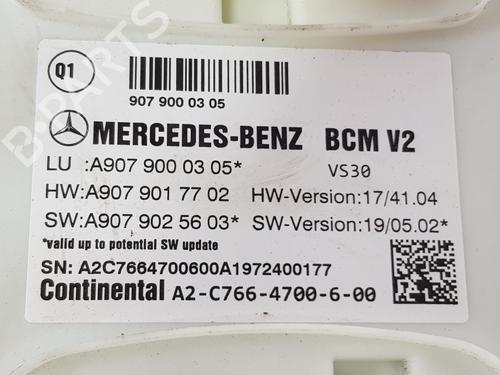 Q1
907 900 03 05
MERCEDES-BENZ BCM V2
LU :A907 900 03 05* VS30
HW:A907 901 77 02 HW-Version:17/41.04
SW:A907 902 56 03* SW-Version:19/05.02*
*valid up to potential SW update
SN: A2C7664700600A1972400177
Continental A2-C766-4700-6-00
B-PARTS